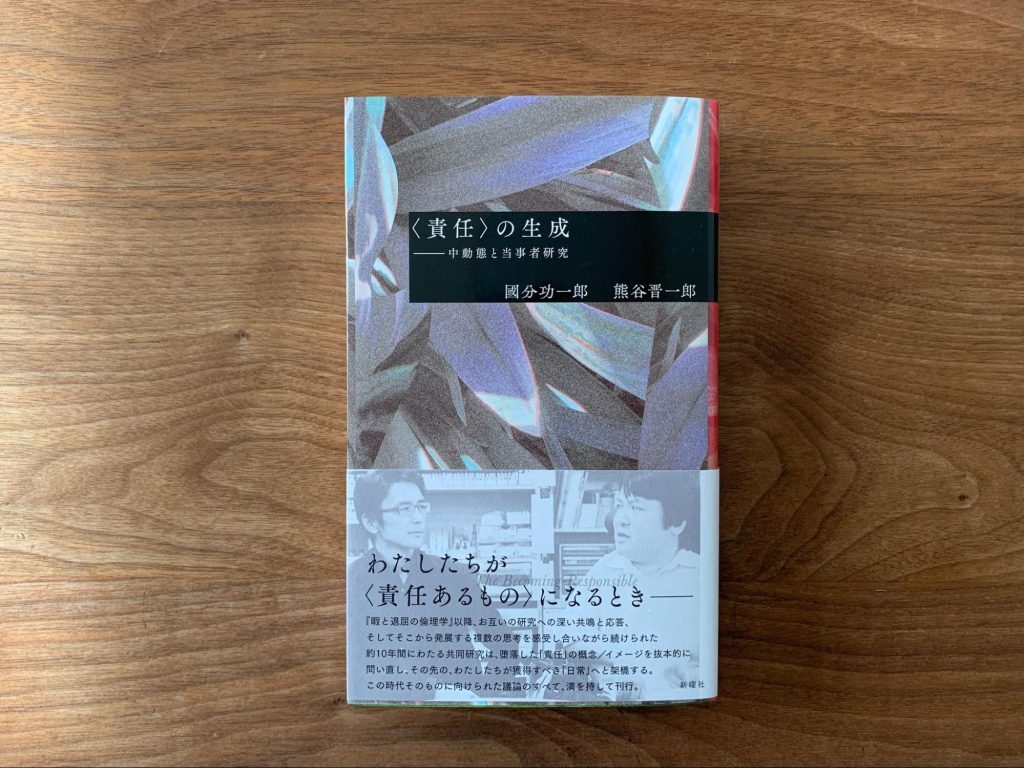 〈責任〉の生成
――中動態と当事者研究
國分功一郎　熊谷晋一郎
わたしたちが
The Becoming-Responsible
〈責任あるもの〉になるとき――
『暇と退屈の倫理学』以降、お互いの研究への深い共鳴と応答、
そしてそこから発展する複数の思考を感受し合いながら続けられた
約10年間にわたる共同研究は、堕落した「責任」の概念／イメージを抜本的に
問い直し、その先の、わたしたちが獲得すべき「日常」へと架橋する。
この時代そのものに向けられた議論のすべて、満を持して刊行。
新曜社